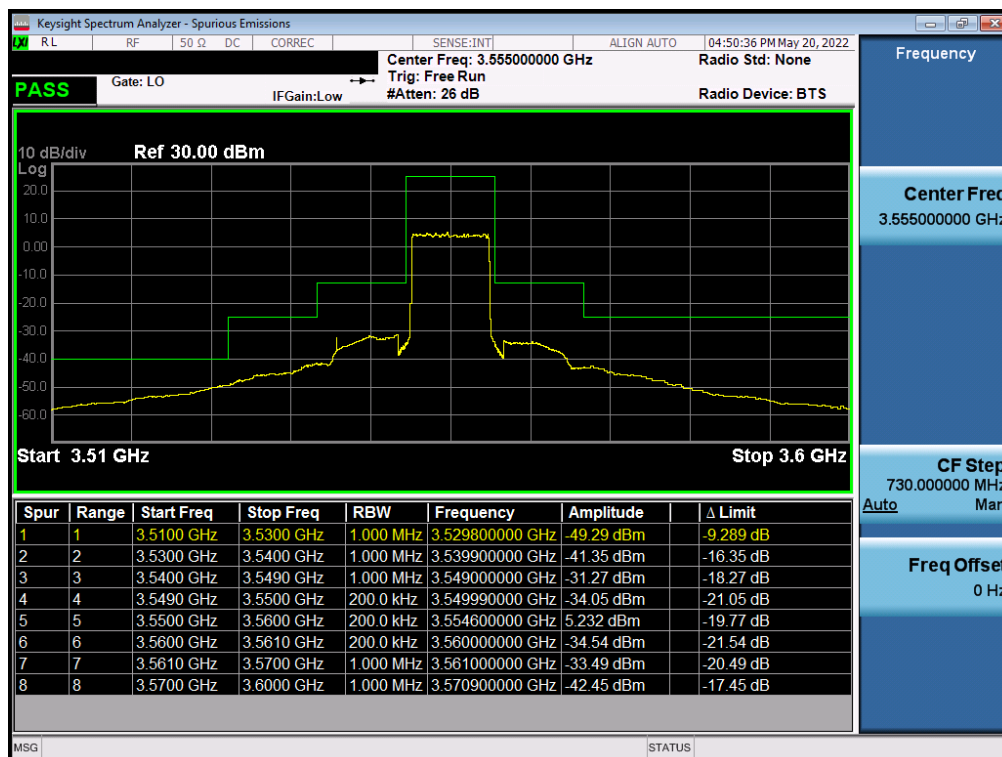 Keysight Spectrum Analyzer - Spurious Emissions
LXI RL RF 50 Ω DC CORREC SENSE:INT ALIGN AUTO 04:50:36 PM May 20, 2022
Center Freq: 3.555000000 GHz Radio Std: None
Gate: LO Trig: Free Run
PASS IFGain:Low #Atten: 26 dB Radio Device: BTS
10 dB/div Ref 30.00 dBm
Log
20.0
10.0
0.00
-10.0
-20.0
-30.0
-40.0
-50.0
-60.0
Start 3.51 GHz Stop 3.6 GHz
Spur Range Start Freq Stop Freq RBW Frequency Amplitude Δ Limit
1 1 3.5100 GHz 3.5300 GHz 1.000 MHz 3.529800000 GHz -49.29 dBm -9.289 dB
2 2 3.5300 GHz 3.5400 GHz 1.000 MHz 3.539900000 GHz -41.35 dBm -16.35 dB
3 3 3.5400 GHz 3.5490 GHz 1.000 MHz 3.549000000 GHz -31.27 dBm -18.27 dB
4 4 3.5490 GHz 3.5500 GHz 200.0 kHz 3.549990000 GHz -34.05 dBm -21.05 dB
5 5 3.5500 GHz 3.5600 GHz 200.0 kHz 3.554600000 GHz 5.232 dBm -19.77 dB
6 6 3.5600 GHz 3.5610 GHz 200.0 kHz 3.560000000 GHz -34.54 dBm -21.54 dB
7 7 3.5610 GHz 3.5700 GHz 1.000 MHz 3.561000000 GHz -33.49 dBm -20.49 dB
8 8 3.5700 GHz 3.6000 GHz 1.000 MHz 3.570900000 GHz -42.45 dBm -17.45 dB
MSG STATUS
Frequency
Center Freq
3.555000000 GHz
CF Step
730.000000 MHz
Auto Man
Freq Offset
0 Hz